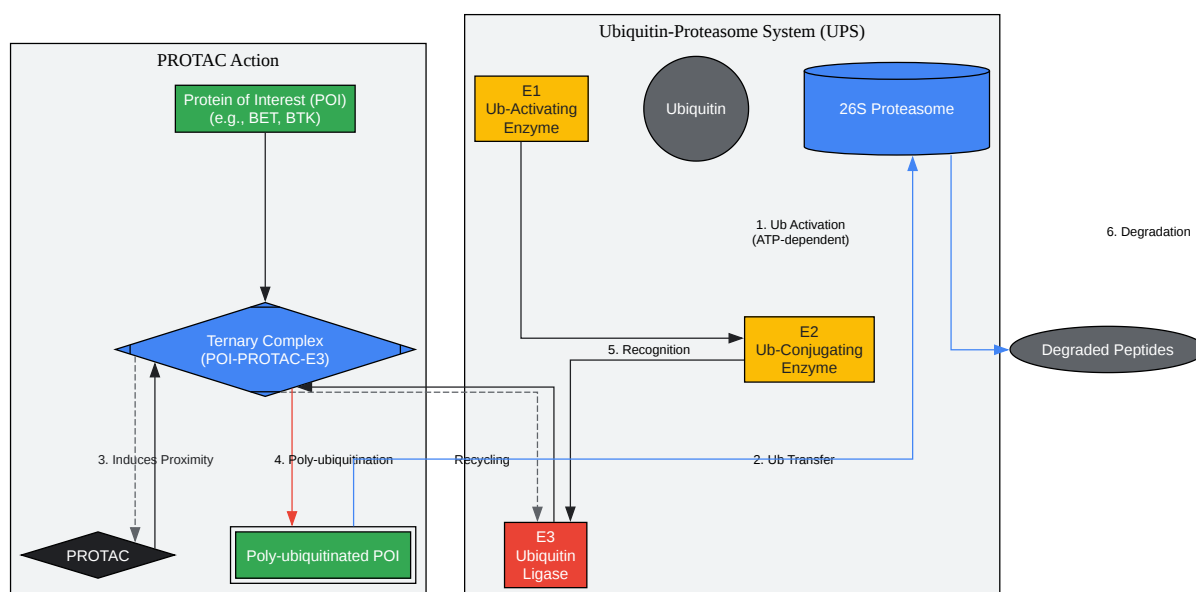 Ubiquitin-Proteasome System (UPS)
PROTAC Action
Protein of Interest (POI)
(e.g., BET, BTK)
E1
Ub-Activating
Enzyme
Ubiquitin
26S Proteasome
1. Ub Activation
(ATP-dependent)
6. Degradation
Ternary Complex
(POI-PROTAC-E3)
5. Recognition
E2
Ub-Conjugating
Enzyme
Degraded Peptides
3. Induces Proximity
4. Poly-ubiquitination
Recycling
2. Ub Transfer
PROTAC
Poly-ubiquitinated POI
E3
Ubiquitin
Ligase